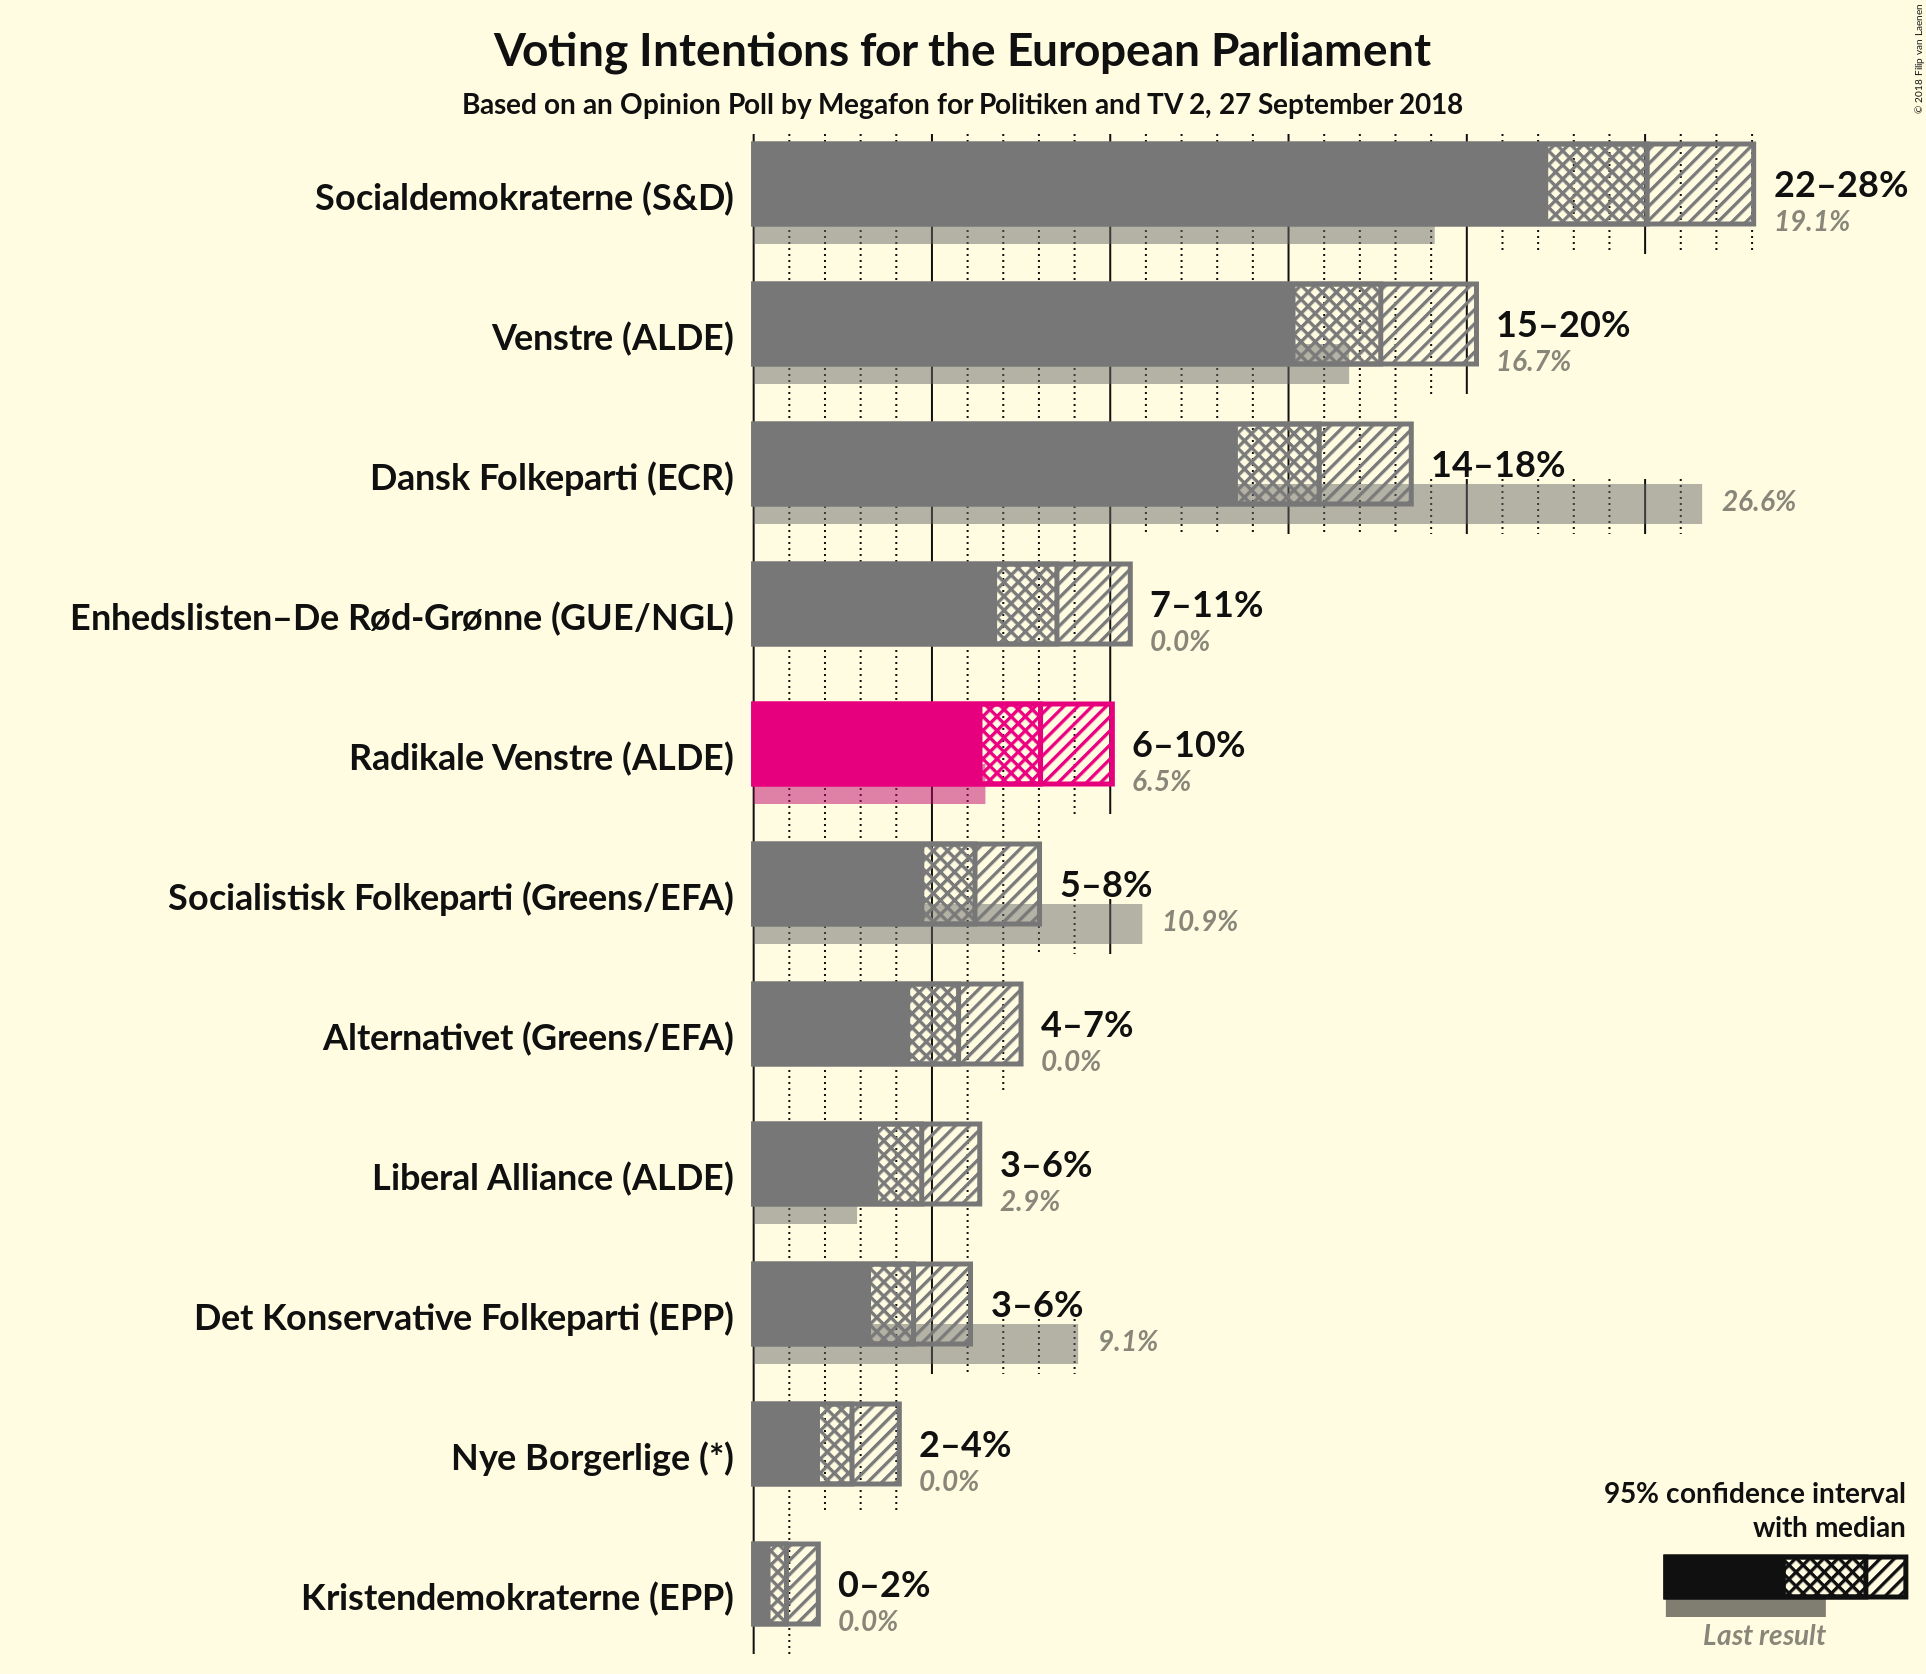 Voting Intentions for the European Parliament
Based on an Opinion Poll by Megafon for Politiken and TV 2, 27 September 2018
© 2018 Filip van Laenen
Socialdemokraterne (S&D)
22–28%
19.1%
Venstre (ALDE)
15–20%
16.7%
Dansk Folkeparti (ECR)
14–18%
26.6%
Enhedslisten–De Rød-Grønne (GUE/NGL)
7–11%
0.0%
Radikale Venstre (ALDE)
6–10%
6.5%
Socialistisk Folkeparti (Greens/EFA)
5–8%
10.9%
Alternativet (Greens/EFA)
4–7%
0.0%
Liberal Alliance (ALDE)
3–6%
2.9%
Det Konservative Folkeparti (EPP)
3–6%
9.1%
Nye Borgerlige (*)
2–4%
0.0%
Kristendemokraterne (EPP)
0–2%
0.0%
95% confidence interval
with median
Last result